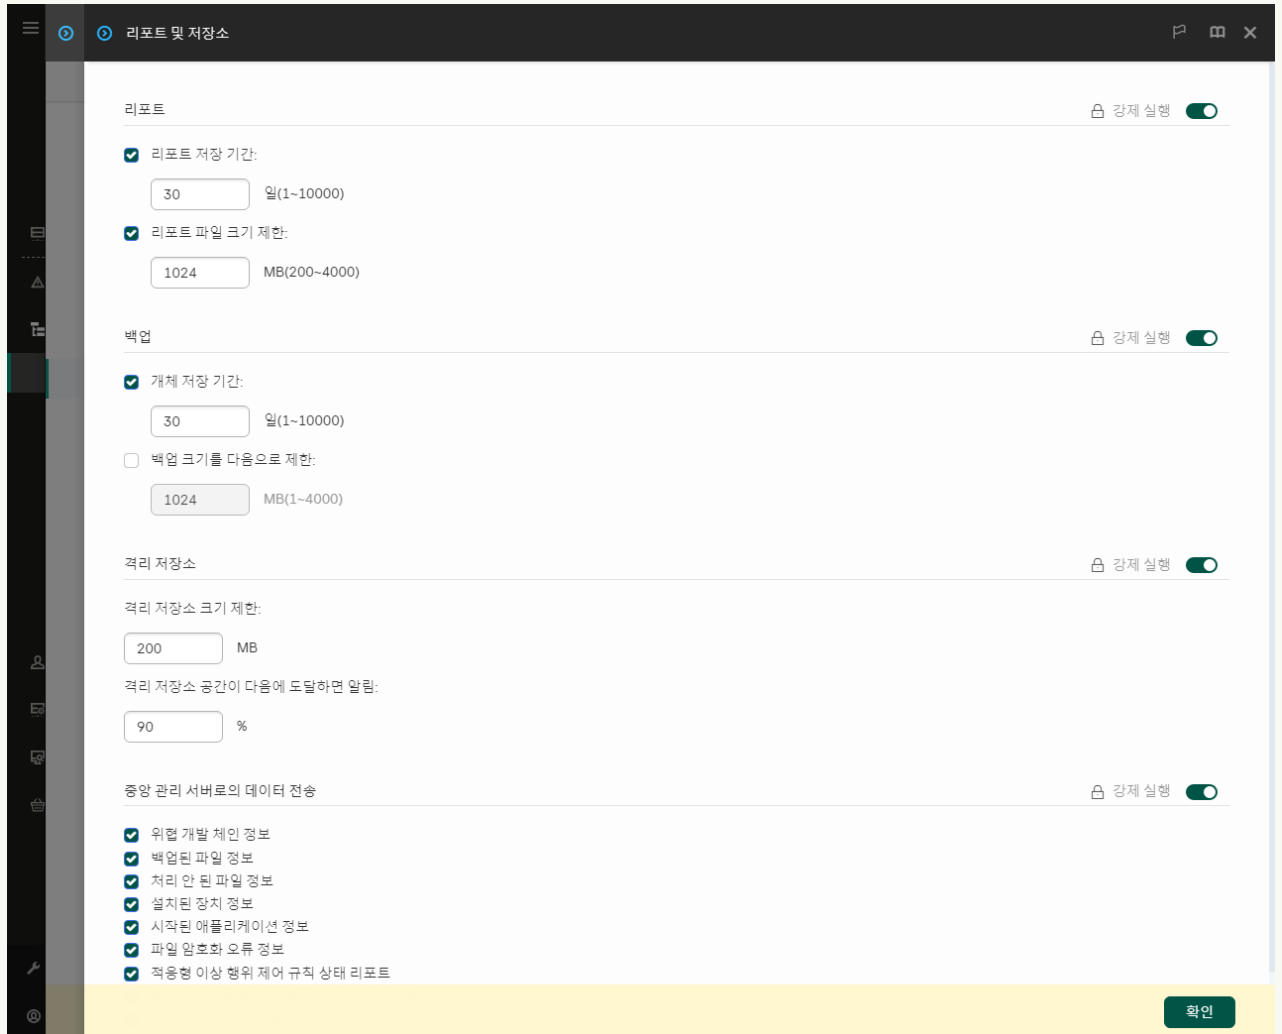 리포트 및 저장소
리포트 강제 실행
리포트 저장 기간:
30 일(1~10000)
리포트 파일 크기 제한:
1024 MB(200~4000)
백업 강제 실행
개체 저장 기간:
30 일(1~10000)
백업 크기를 다음으로 제한:
1024 MB(1~4000)
격리 저장소 강제 실행
격리 저장소 크기 제한:
200 MB
격리 저장소 공간이 다음에 도달하면 알림:
90 %
중앙 관리 서버로의 데이터 전송 강제 실행
위협 개발 체인 정보
백업된 파일 정보
처리 안 된 파일 정보
설치된 장치 정보
시작된 애플리케이션 정보
파일 암호화 오류 정보
적응형 이상 행위 제어 규칙 상태 리포트
확인